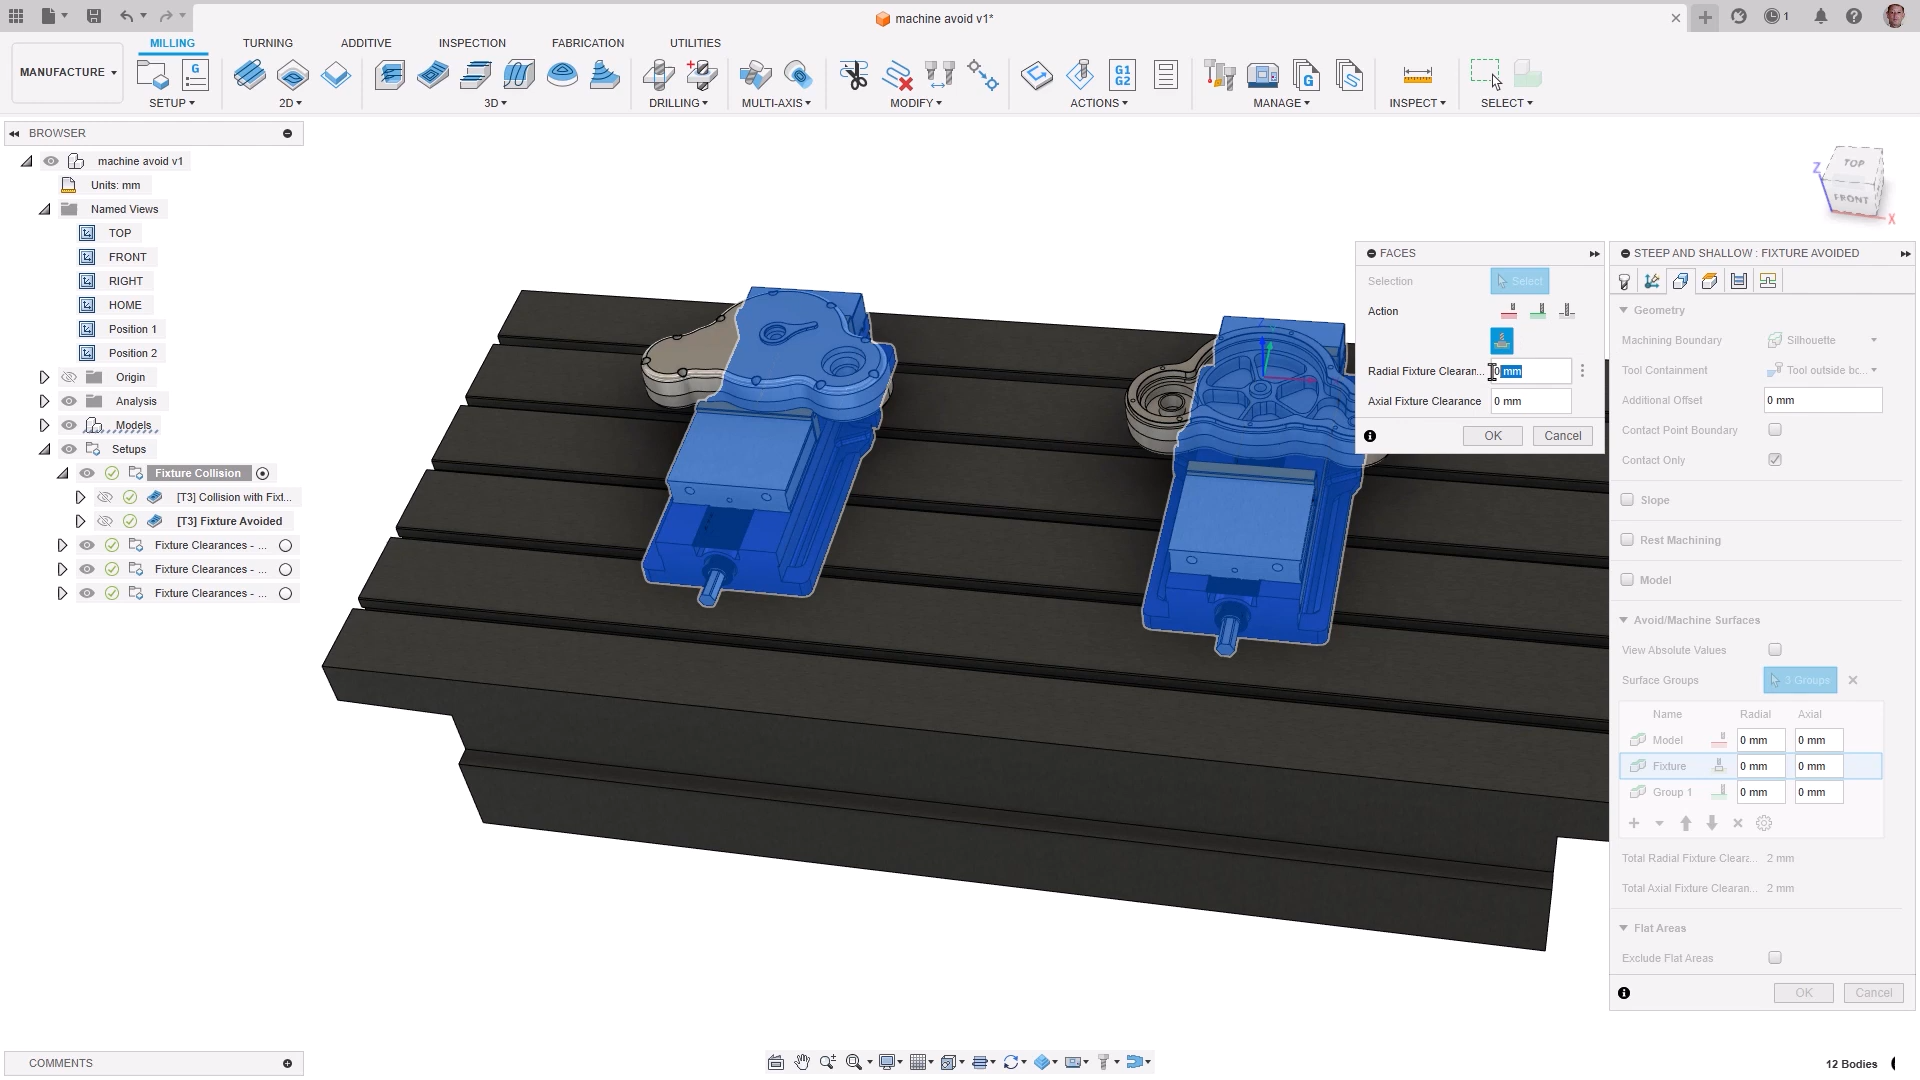 machine avoid v1*
1
MANUFACTURE
MILLING
TURNING
ADDITIVE
INSPECTION
FABRICATION
UTILITIES
G
G1
G2
G
SETUP
2D
3D
DRILLING
MULTI-AXIS
MODIFY
ACTIONS
MANAGE
INSPECT
SELECT
BROWSER
machine avoid v1
Units: mm
Named Views
TOP
FRONT
RIGHT
HOME
Position 1
Position 2
Origin
Analysis
Models
Setups
Fixture Collision
[T3] Collision with Fixt...
[T3] Fixture Avoided
Fixture Clearances - ...
Fixture Clearances - ...
Fixture Clearances - ...
COMMENTS
TOP
FRONT
Z
X
FACES
Selection
Select
Action
Radial Fixture Clearan...
0 mm
Axial Fixture Clearance
0 mm
OK
Cancel
STEEP AND SHALLOW : FIXTURE AVOIDED
Geometry
Machining Boundary
Silhouette
Tool Containment
Tool outside bc...
Additional Offset
0 mm
Contact Point Boundary
Contact Only
Slope
Rest Machining
Model
Avoid/Machine Surfaces
View Absolute Values
Surface Groups
3 Groups
Name Radial Axial
Model 0 mm 0 mm
Fixture 0 mm 0 mm
Group 1 0 mm 0 mm
Total Radial Fixture Cleara... 2 mm
Total Axial Fixture Clearan... 2 mm
Flat Areas
Exclude Flat Areas
OK
Cancel
12 Bodies